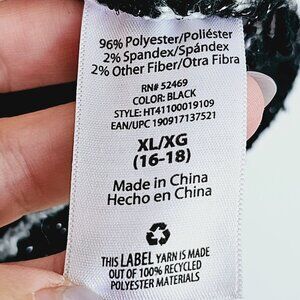 96% Polyester/Poliéster
2% Spandex/Spándex
2% Other Fiber/Otra Fibra
RN# 52469
COLOR: BLACK
STYLE: HT41100019109
EAN/UPC 190917137521
XL/XG
(16-18)
Made in China
Hecho en China
THIS LABEL YARN IS MADE
OUT OF 100% RECYCLED
POLYESTER MATERIALS